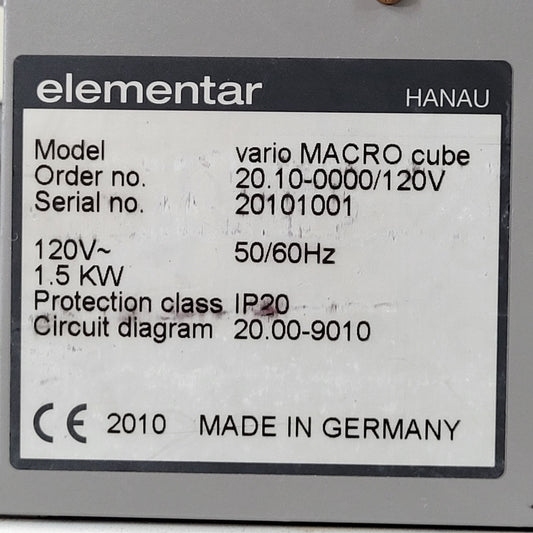 elementar HANAU
Model vario MACRO cube
Order no. 20.10-0000/120V
Serial no. 20101001
120V~ 50/60Hz
1.5 KW
Protection class IP20
Circuit diagram 20.00-9010
CE 2010 MADE IN GERMANY